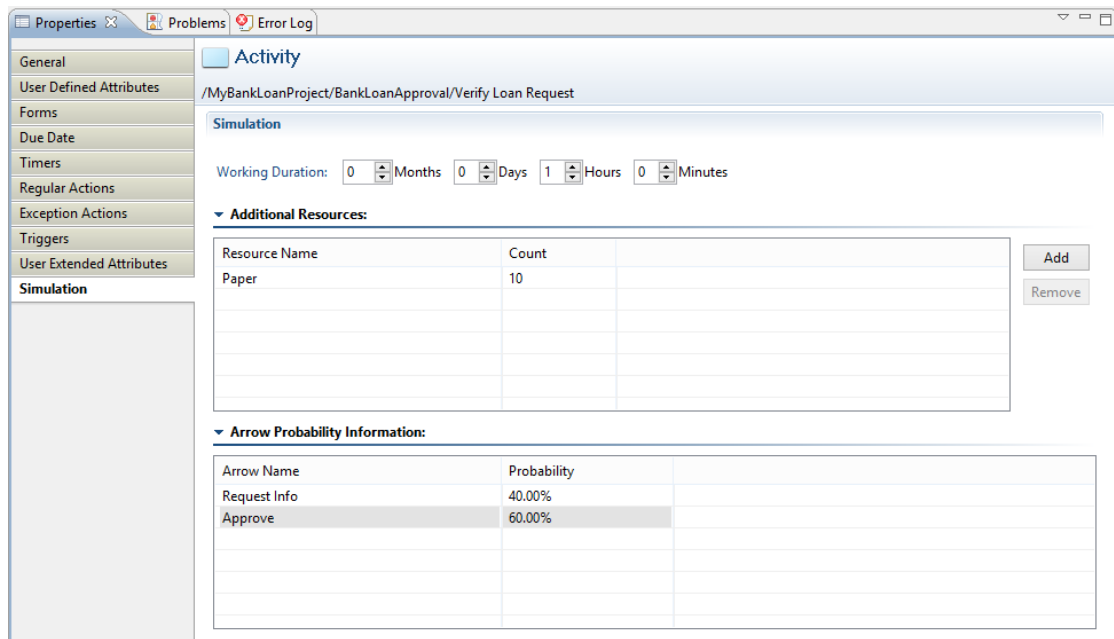 Properties Problems Error Log
General
User Defined Attributes
Forms
Due Date
Timers
Regular Actions
Exception Actions
Triggers
User Extended Attributes
Simulation
Activity
/MyBankLoanProject/BankLoanApproval/Verify Loan Request
Simulation
Working Duration: 0 Months 0 Days 1 Hours 0 Minutes
Additional Resources:
Resource Name Count
Paper 10
Add
Remove
Arrow Probability Information:
Arrow Name Probability
Request Info 40.00%
Approve 60.00%